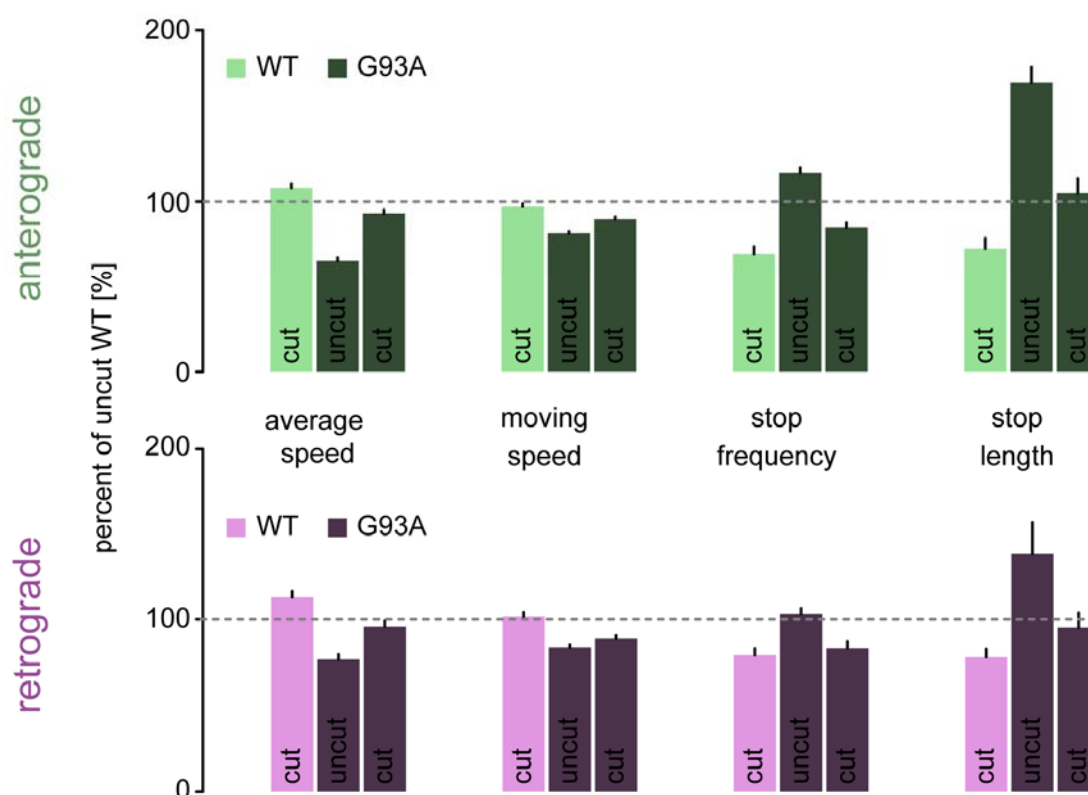 200
WT G93A
anterograde
100
cut uncut cut cut uncut cut cut uncut cut cut uncut cut
0
percent of uncut WT [%]
average moving stop stop
speed speed frequency length
200
WT G93A
retrograde
100
cut uncut cut cut uncut cut cut uncut cut cut uncut cut
0